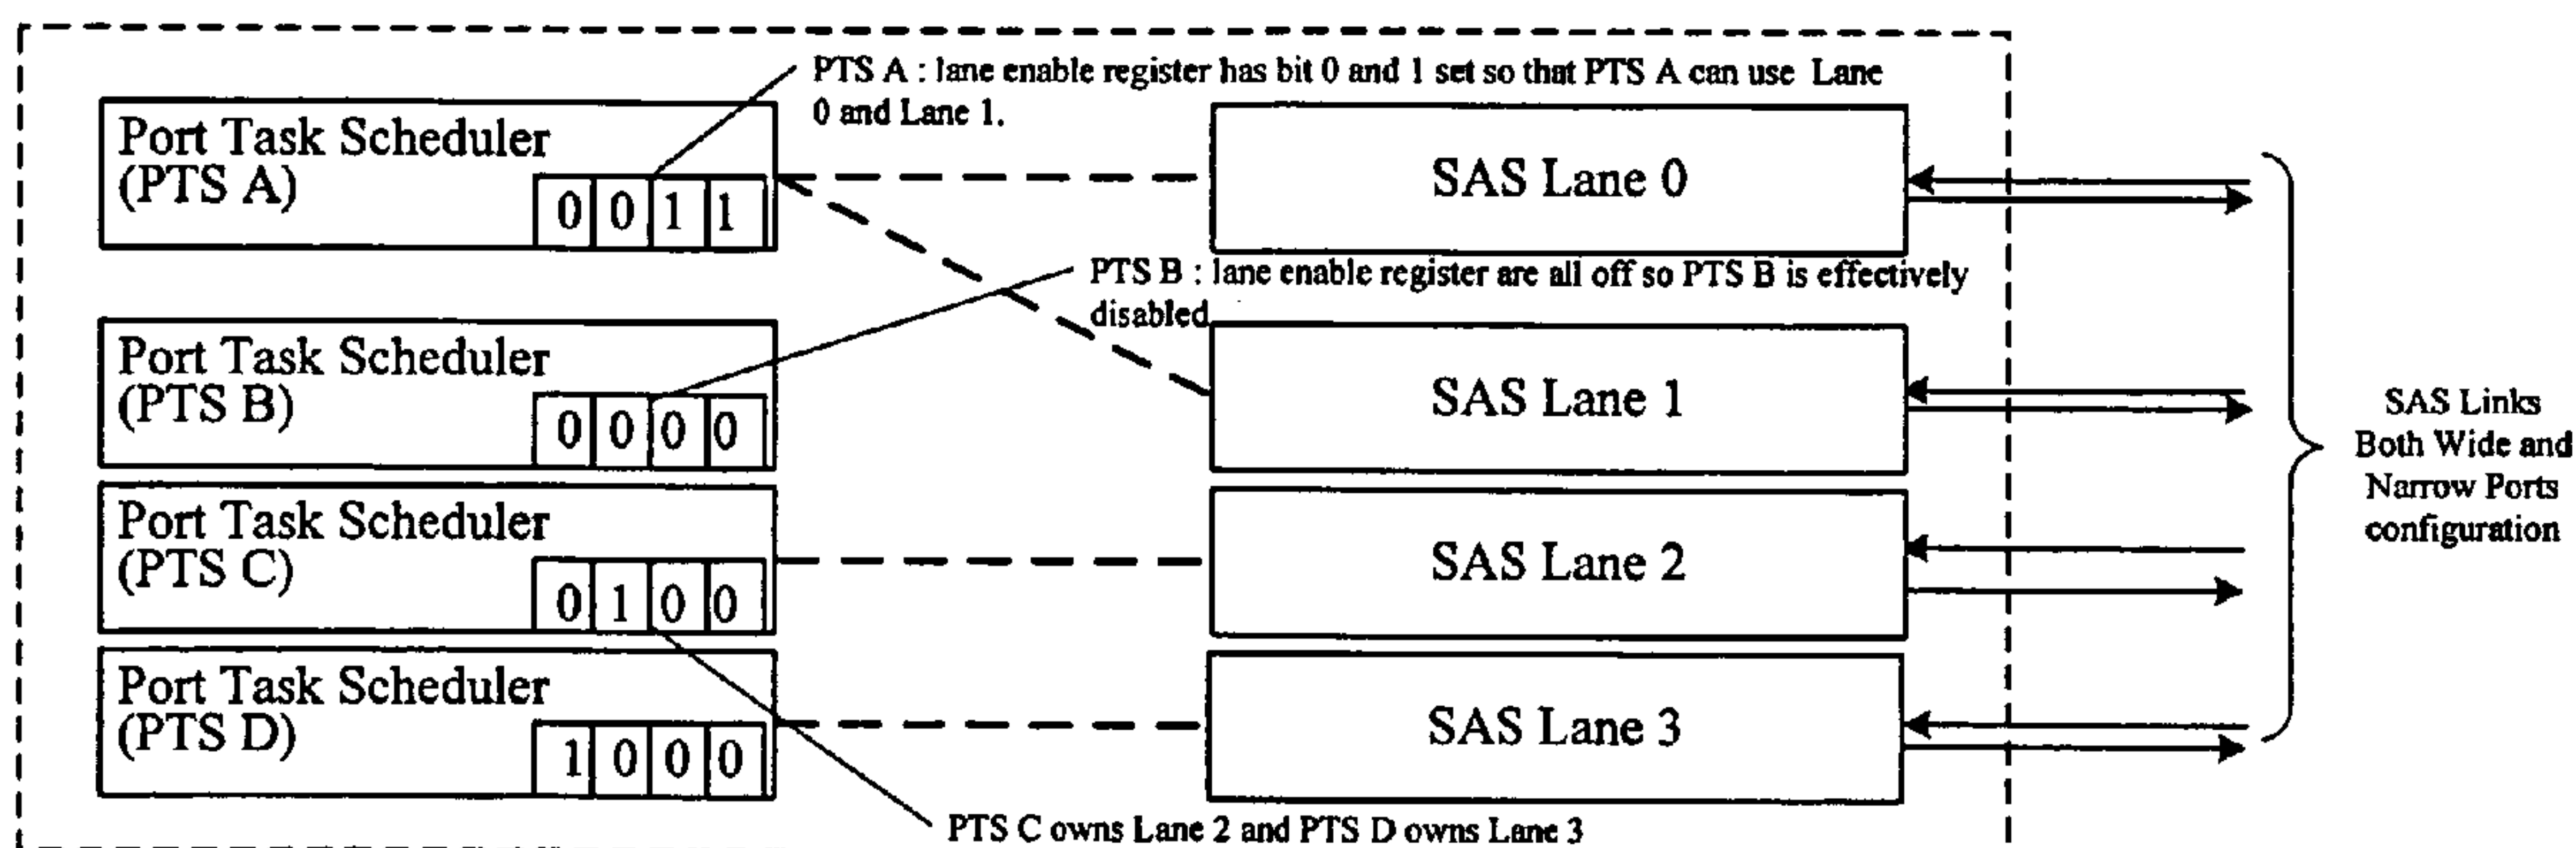 PTS A : lane enable register has bit 0 and 1 set so that PTS A can use Lane
0 and Lane 1.
Port Task Scheduler
(PTS A)
0 0 1 1
SAS Lane 0
PTS B : lane enable register are all off so PTS B is effectively
disabled
Port Task Scheduler
(PTS B)
0 0 0 0
SAS Lane 1
Port Task Scheduler
(PTS C)
0 1 0 0
SAS Lane 2
Port Task Scheduler
(PTS D)
1 0 0 0
SAS Lane 3
PTS C owns Lane 2 and PTS D owns Lane 3
SAS Links
Both Wide and
Narrow Ports
configuration